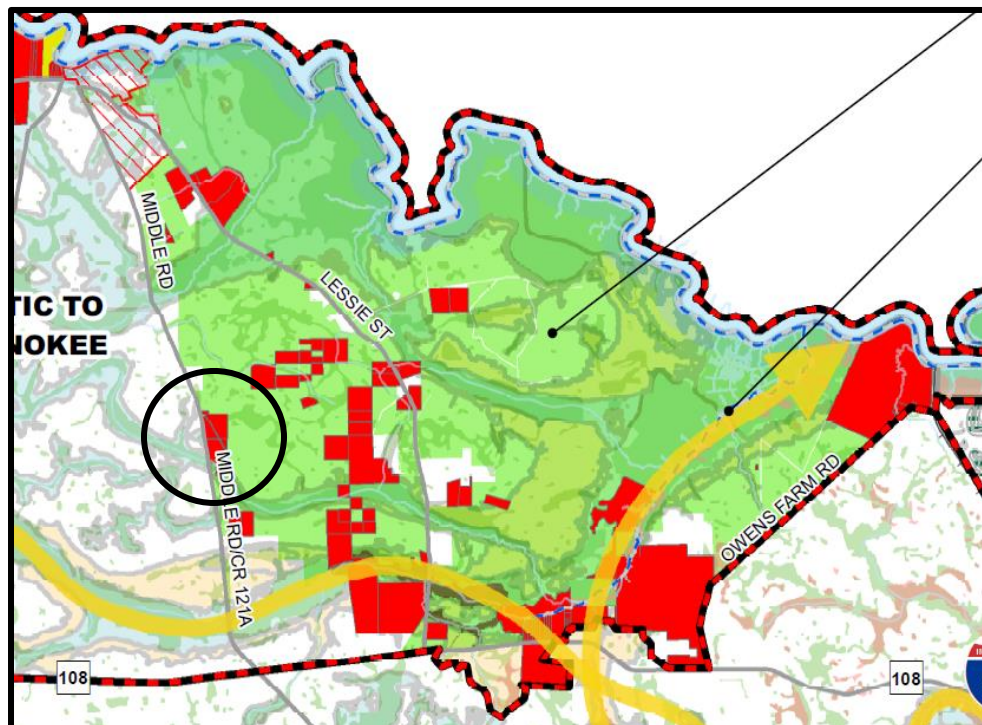 MIDDLE RD
LESSIE ST
TIC TO
NOKEE
MIDDLE RD/CR 121A
OWENS FARM RD
108
108